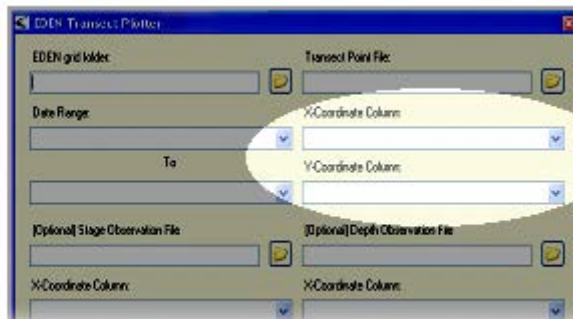 EDEN Transect Plotter
EDEN grid folder:
Transect Point File:
Date Range:
X-Coordinate Column:
To
Y-Coordinate Column:
[Optional] Stage Observation File
[Optional] Depth Observation File
X-Coordinate Column:
X-Coordinate Column: